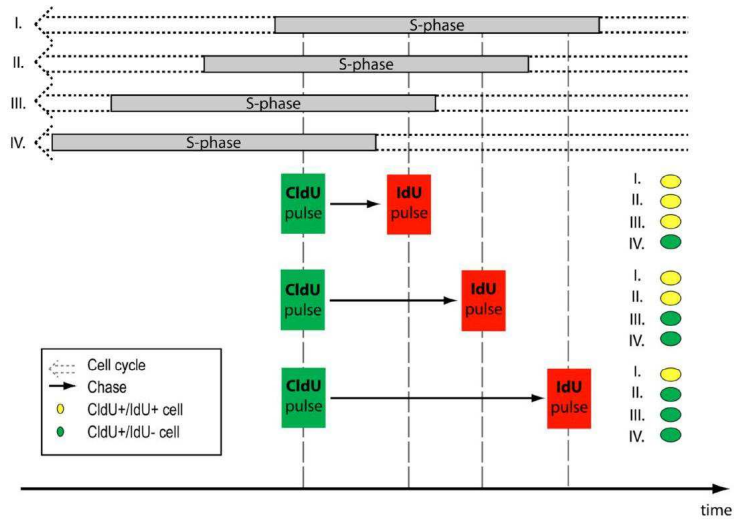 I. S-phase
II. S-phase
III. S-phase
IV. S-phase
CldU pulse
IdU pulse
I.
II.
III.
IV.
CldU pulse
IdU pulse
I.
II.
III.
IV.
CldU pulse
IdU pulse
I.
II.
III.
IV.
Cell cycle
Chase
CldU+/IdU+ cell
CldU+/IdU- cell
time